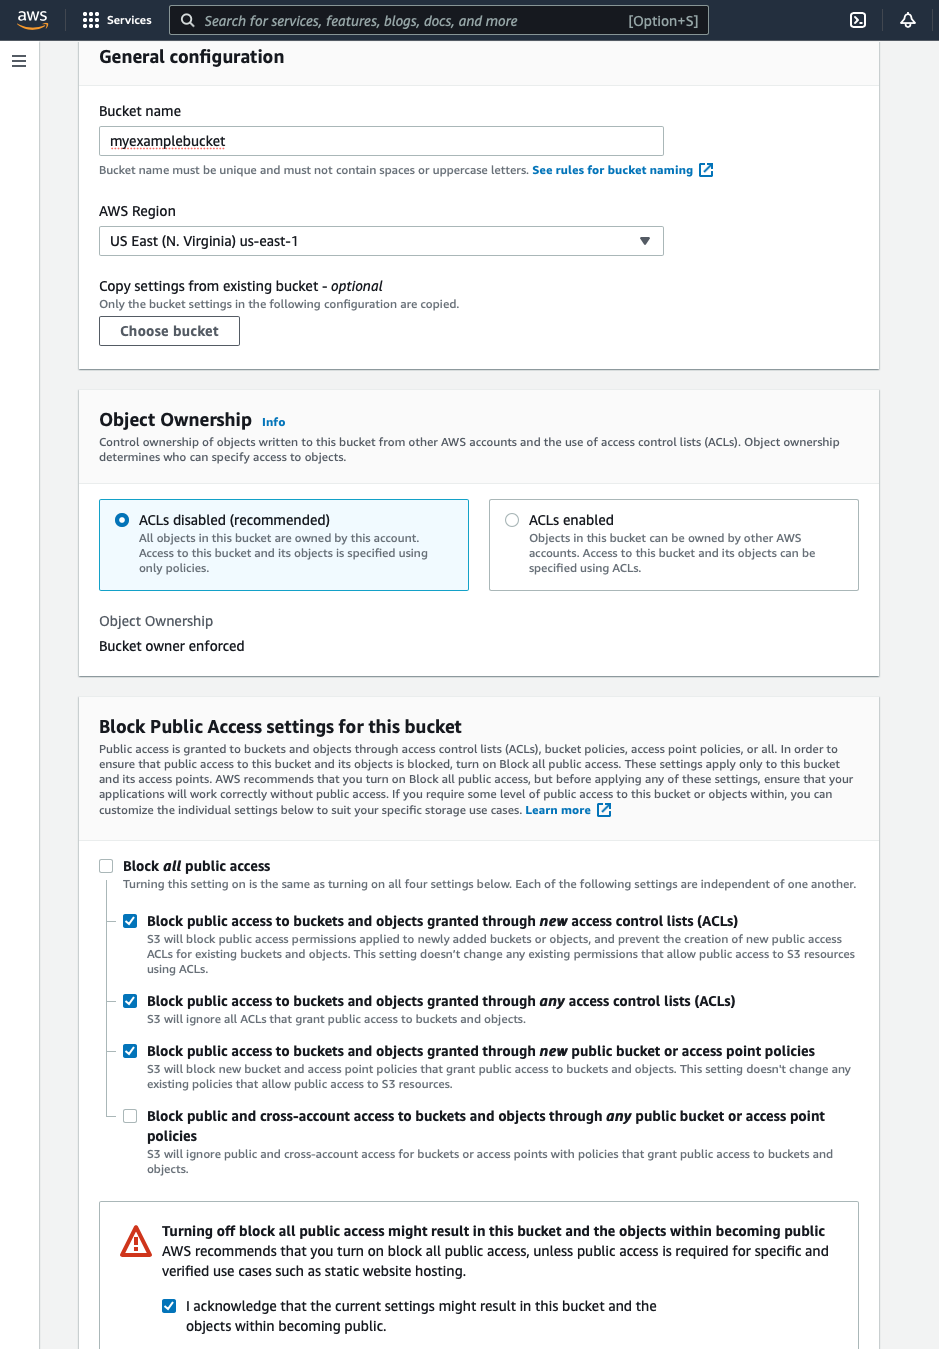 aws
Services
Search for services, features, blogs, docs, and more
[Option+S]
General configuration
Bucket name
myexamplebucket
Bucket name must be unique and must not contain spaces or uppercase letters. See rules for bucket naming
AWS Region
US East (N. Virginia) us-east-1
Copy settings from existing bucket - optional
Only the bucket settings in the following configuration are copied.
Choose bucket
Object Ownership Info
Control ownership of objects written to this bucket from other AWS accounts and the use of access control lists (ACLs). Object ownership
determines who can specify access to objects.
ACLs disabled (recommended)
All objects in this bucket are owned by this account.
Access to this bucket and its objects is specified using
only policies.
ACLs enabled
Objects in this bucket can be owned by other AWS
accounts. Access to this bucket and its objects can be
specified using ACLs.
Object Ownership
Bucket owner enforced
Block Public Access settings for this bucket
Public access is granted to buckets and objects through access control lists (ACLs), bucket policies, access point policies, or all. In order to
ensure that public access to this bucket and its objects is blocked, turn on Block all public access. These settings apply only to this bucket
and its access points. AWS recommends that you turn on Block all public access, but before applying any of these settings, ensure that your
applications will work correctly without public access. If you require some level of public access to this bucket or objects within, you can
customize the individual settings below to suit your specific storage use cases. Learn more
Block all public access
Turning this setting on is the same as turning on all four settings below. Each of the following settings are independent of one another.
Block public access to buckets and objects granted through new access control lists (ACLs)
S3 will block public access permissions applied to newly added buckets or objects, and prevent the creation of new public access
ACLs for existing buckets and objects. This setting doesn't change any existing permissions that allow public access to S3 resources
using ACLs.
Block public access to buckets and objects granted through any access control lists (ACLs)
S3 will ignore all ACLs that grant public access to buckets and objects.
Block public access to buckets and objects granted through new public bucket or access point policies
S3 will block new bucket and access point policies that grant public access to buckets and objects. This setting doesn't change any
existing policies that allow public access to S3 resources.
Block public and cross-account access to buckets and objects through any public bucket or access point
policies
S3 will ignore public and cross-account access for buckets or access points with policies that grant public access to buckets and
objects.
Turning off block all public access might result in this bucket and the objects within becoming public
AWS recommends that you turn on block all public access, unless public access is required for specific and
verified use cases such as static website hosting.
I acknowledge that the current settings might result in this bucket and the
objects within becoming public.